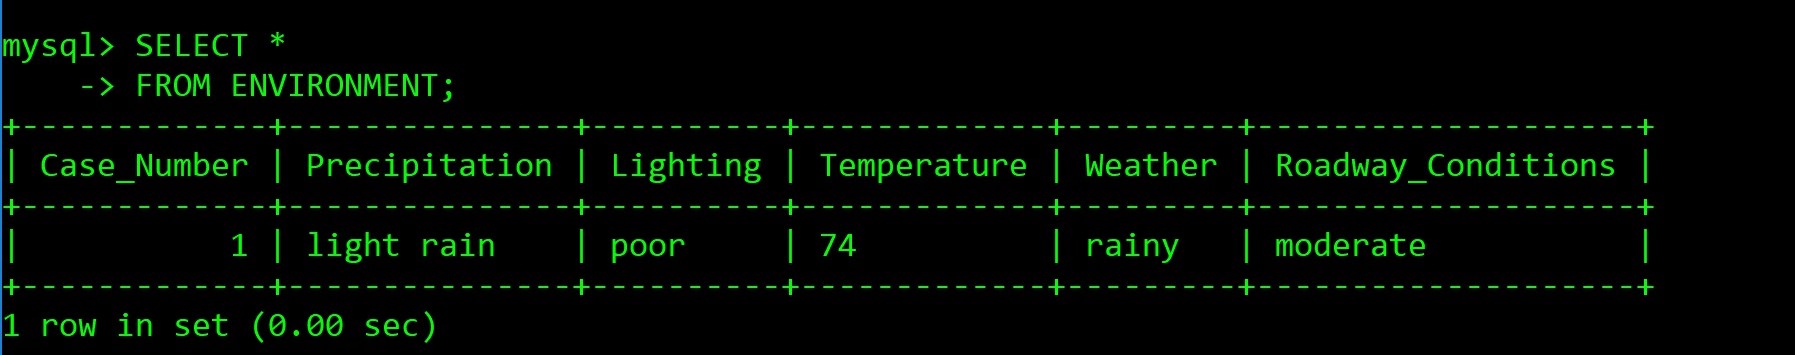 mysql> SELECT *
    -> FROM ENVIRONMENT;
+-------------+---------------+----------+-------------+---------+--------------------+
| Case_Number | Precipitation | Lighting | Temperature | Weather | Roadway_Conditions |
+-------------+---------------+----------+-------------+---------+--------------------+
|           1 | light rain    | poor     | 74          | rainy   | moderate           |
+-------------+---------------+----------+-------------+---------+--------------------+
1 row in set (0.00 sec)